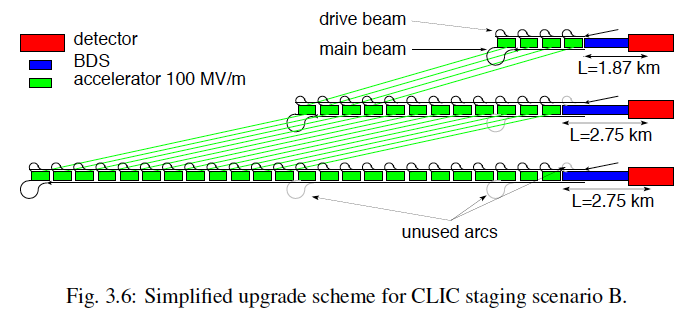 drive beam
main beam
detector
BDS
accelerator 100 MV/m
L=1.87 km
L=2.75 km
L=2.75 km
unused arcs
Fig. 3.6: Simplified upgrade scheme for CLIC staging scenario B.